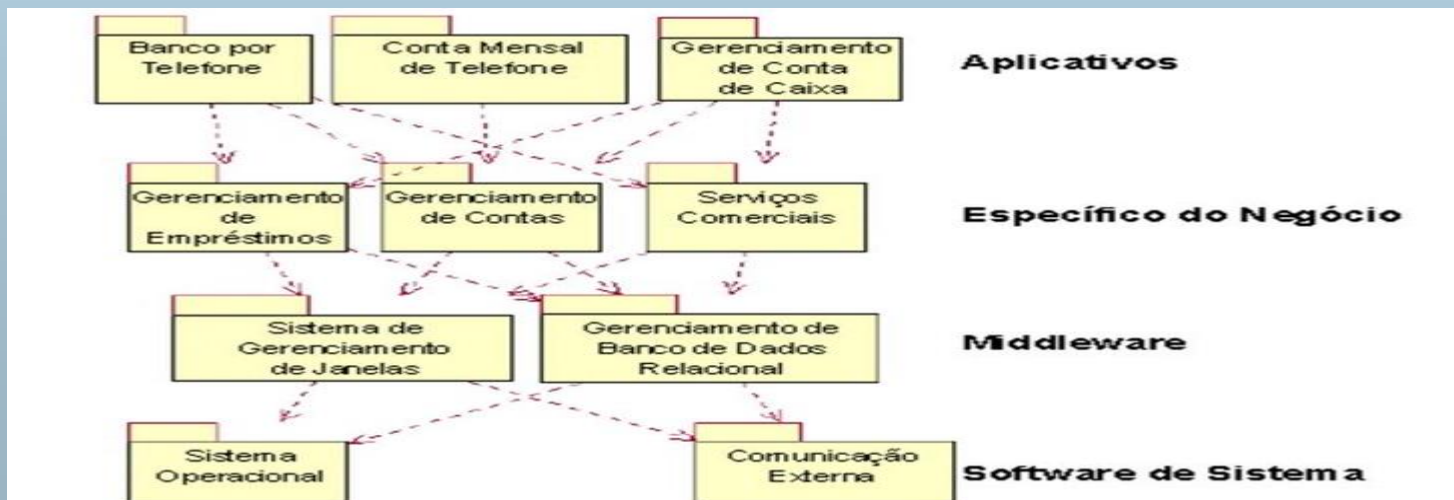 Banco por
Telefone
Conta Mensal
de Telefone
Gerenciamento
de Conta
de Caixa
Aplicativos
Gerenciamento
de
Empréstimos
Gerenciamento
de Contas
Serviços
Comerciais
Específico do Negócio
Sistema de
Gerenciamento
de Janelas
Gerenciamento de
Banco de Dados
Relacional
Middleware
Sistema
Operacional
Comunicação
Externa
Software de Sistema